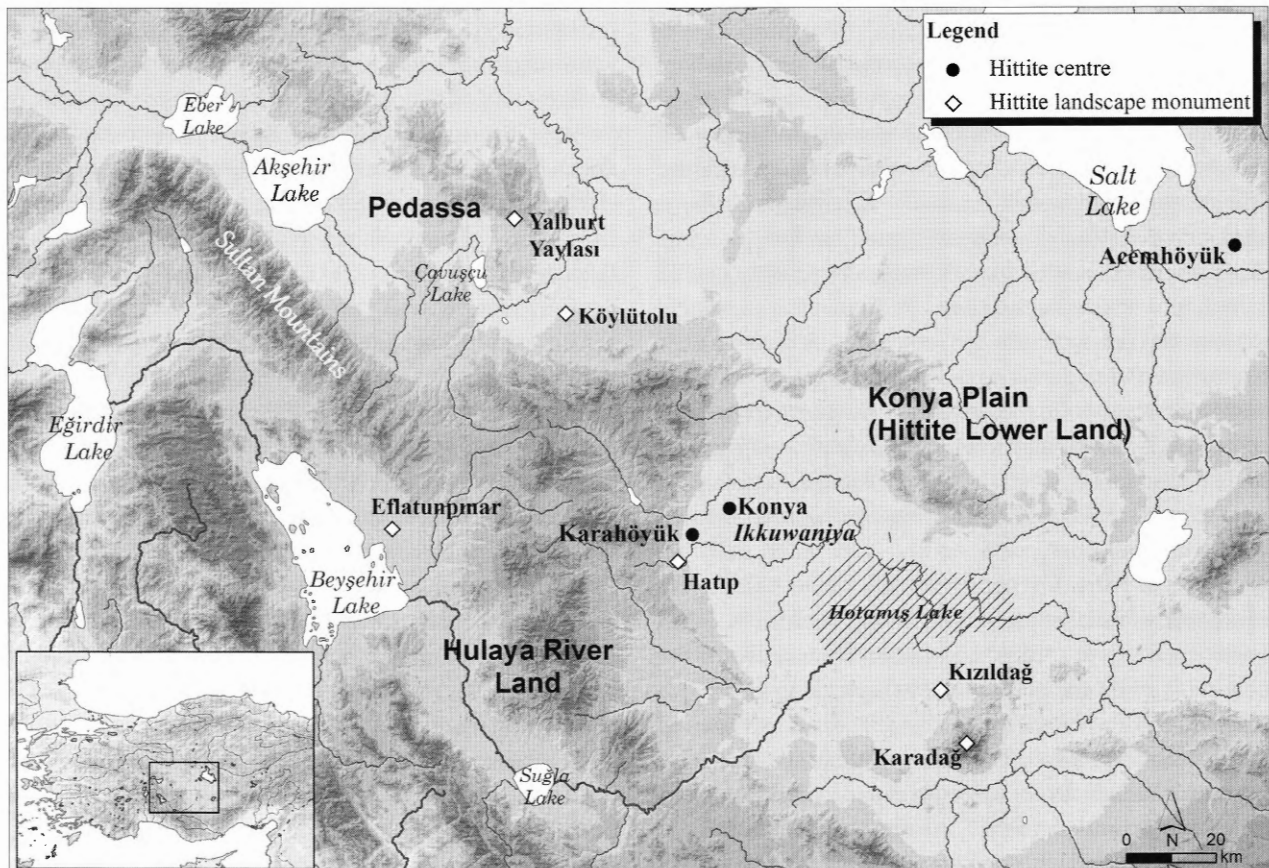 Legend
Hittite centre
Hittite landscape monument
Eber
Lake
Akşehir
Lake
Salt
Lake
Pedassa
Yalburt
Yaylası
Acemhöyük
Sultan Mountains
Çavuşçu
Lake
Köylütolu
Konya Plain
(Hittite Lower Land)
Eğirdir
Lake
Eflatunpınar
Konya
Ikkuwaniya
Karahöyük
Hatıp
Beyşehir
Lake
Hotamış Lake
Hulaya River
Land
Kızıldağ
Karadağ
Suğla
Lake
0 N 20
km